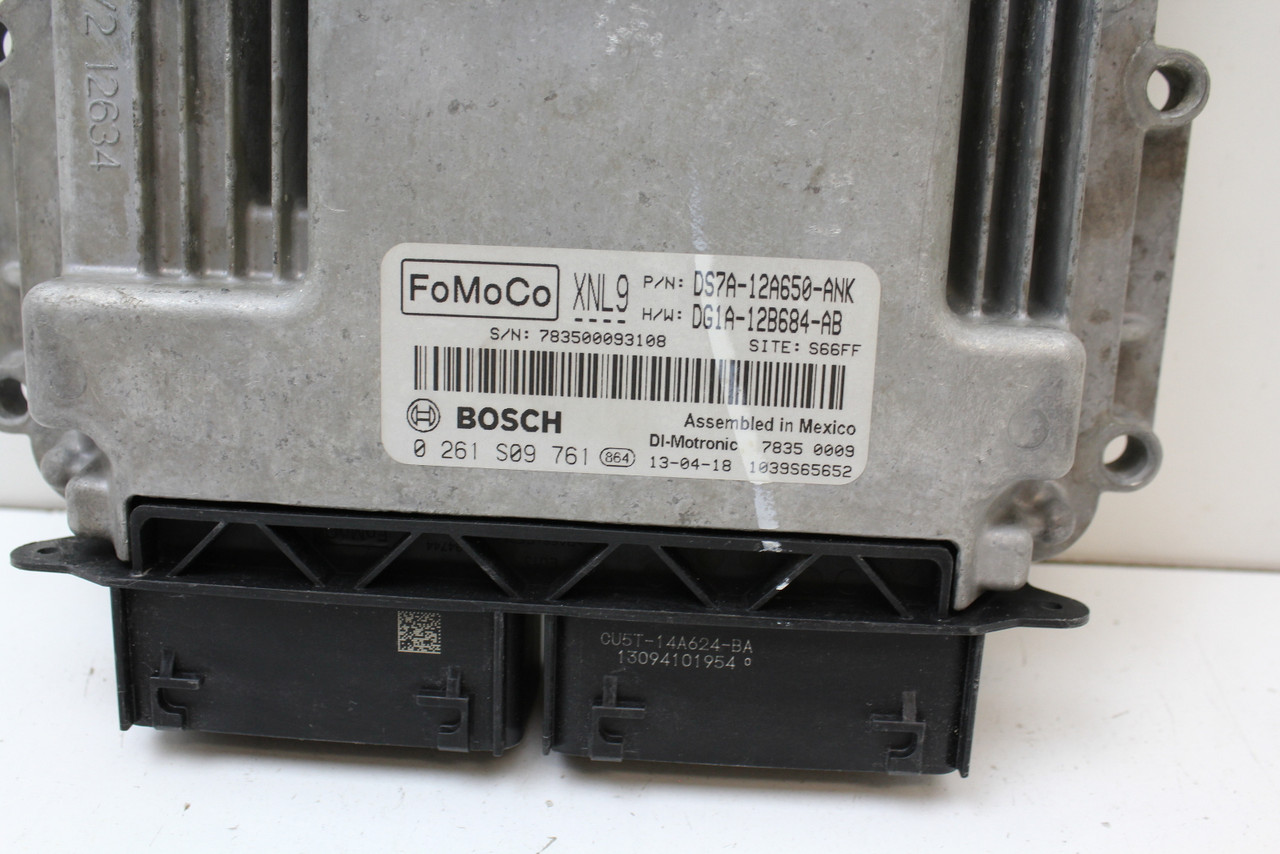 12634
FoMoCo XNL9 P/N: DS7A-12A650-ANK
H/W: DG1A-12B684-AB
S/N: 783500093108 SITE: S66FF
BOSCH Assembled in Mexico
DI-Motronic 7835 0009
0 261 S09 761 864 13-04-18 1039S65652
CU5T-14A624-BA
13094101954